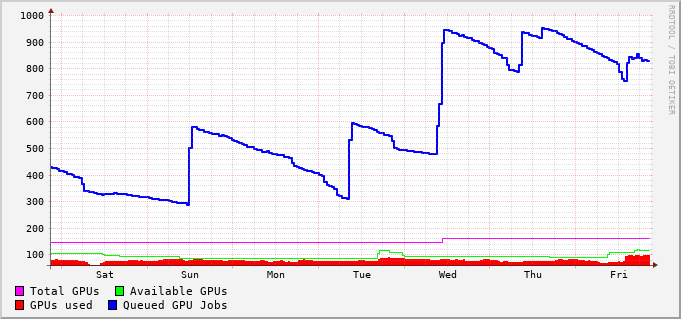 1000
900
800
700
600
500
400
300
200
100
Sat Sun Mon Tue Wed Thu Fri
Total GPUs Available GPUs
GPUs used Queued GPU Jobs
RRDTOOL / TOBI OETIKER